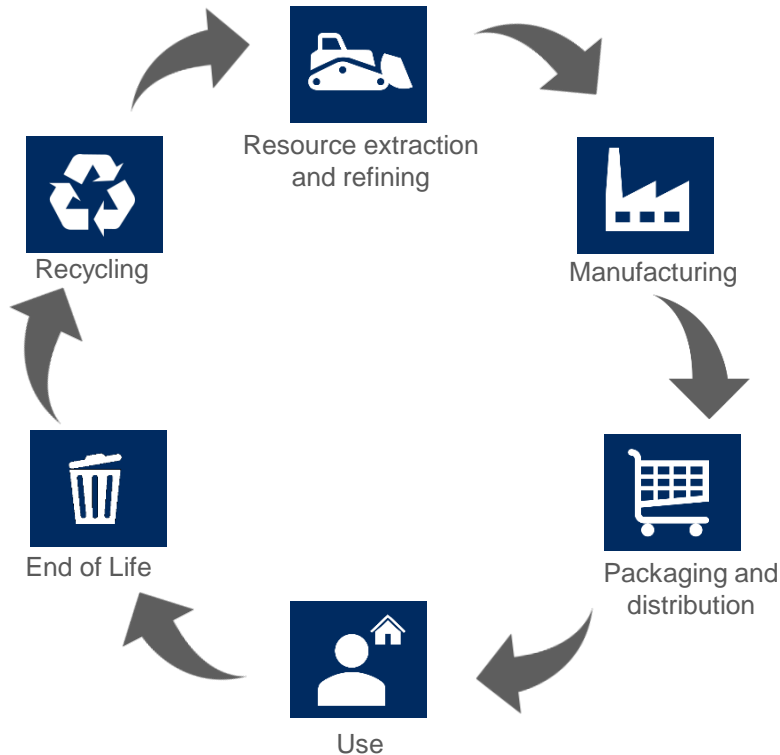 Resource extraction
and refining
Manufacturing
Packaging and
distribution
Use
End of Life
Recycling